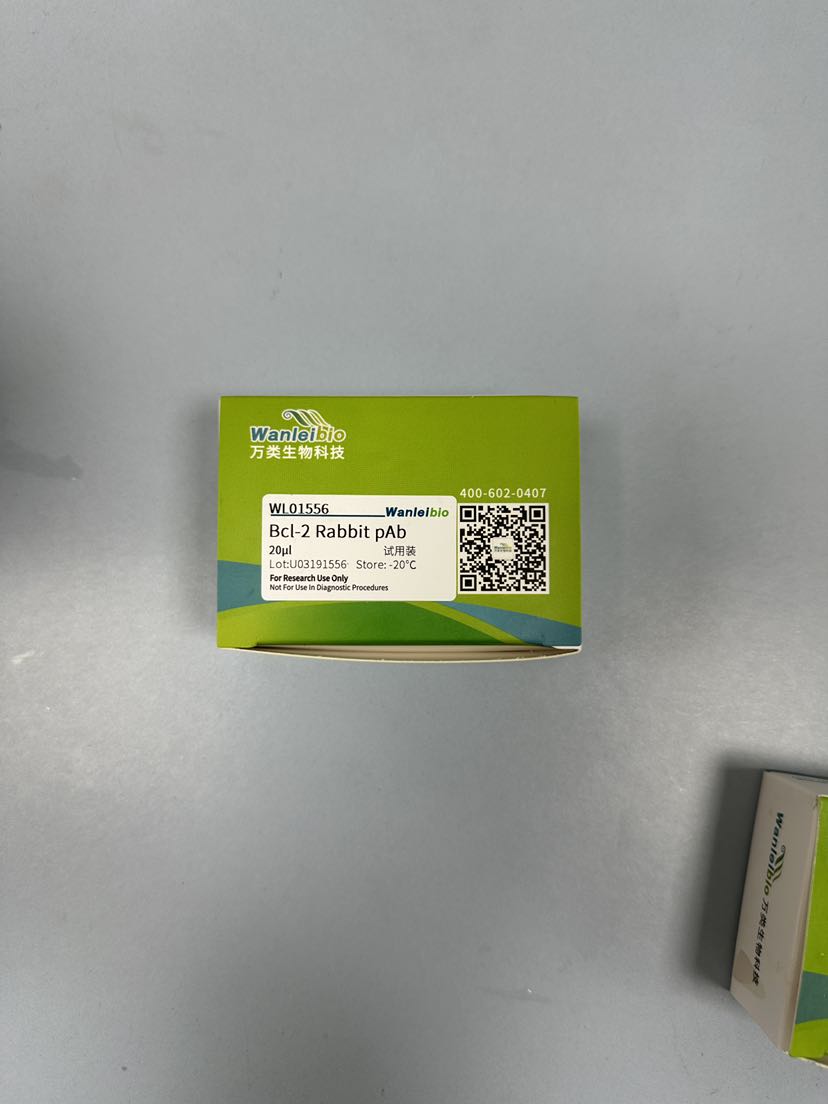 Wanleibio
万类生物科技
400-602-0407
WL01556
Wanleibio
Bcl-2 Rabbit pAb
20μl 试用装
Lot:U03191556 Store: -20℃
For Research Use Only
Not For Use In Diagnostic Procedures
Wanleibio 万类生物科技